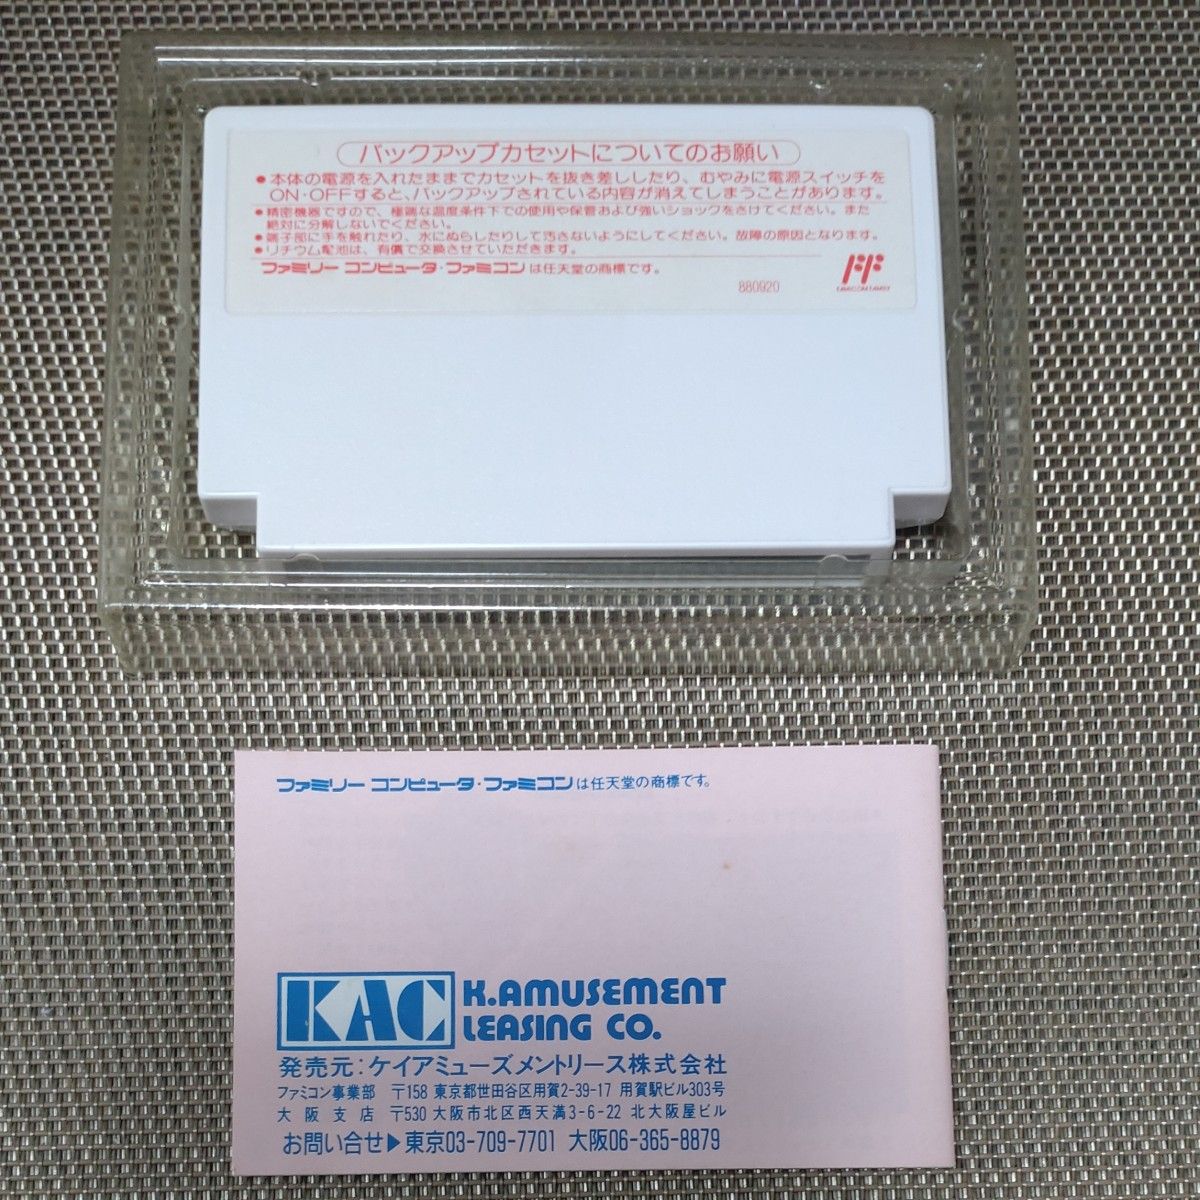 バックアップカセットについてのお願い
●本体の電源を入れたままでカセットを抜き差ししたり、むやみに電源スイッチを
ON・OFFすると、バックアップされている内容が消えてしまうことがあります。
●精密機器ですので、極端な温度条件下での使用や保管および強いショックをさけてください。また
絶対に分解しないでください。
●端子部に手を触れたり、水にぬらしたりして汚さないようにしてください。故障の原因となります。
●リチウム電池は、有償で交換させていただきます。
ファミリー コンピュータ・ファミコンは任天堂の商標です。
880920
ファミリー コンピュータ・ファミコンは任天堂の商標です。
KAC K.AMUSEMENT
LEASING CO.
発売元:ケイアミューズメントリース株式会社
ファミコン事業部 〒158 東京都世田谷区用賀2-39-17 用賀駅ビル303号
大阪支店 〒530 大阪市北区西天満3-6-22 北大阪屋ビル
お問い合せ▶東京03-709-7701 大阪06-365-8879